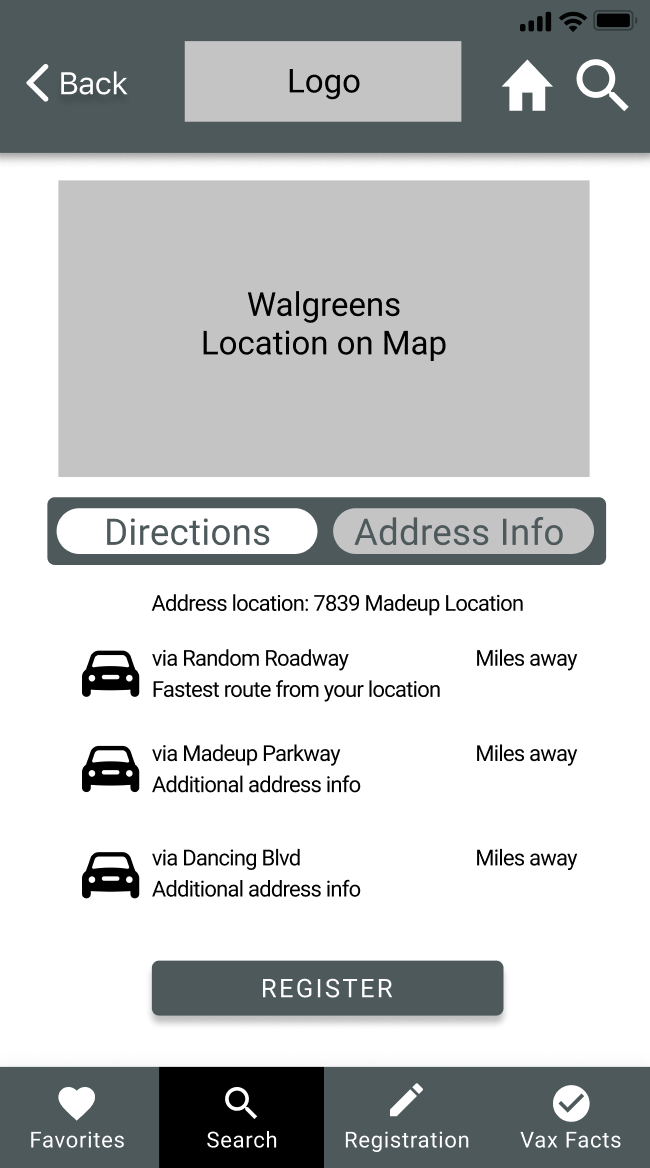 Back
Logo
Walgreens
Location on Map
Directions
Address Info
Address location: 7839 Madeup Location
via Random Roadway
Miles away
Fastest route from your location
via Madeup Parkway
Miles away
Additional address info
via Dancing Blvd
Miles away
Additional address info
REGISTER
Favorites
Search
Registration
Vax Facts